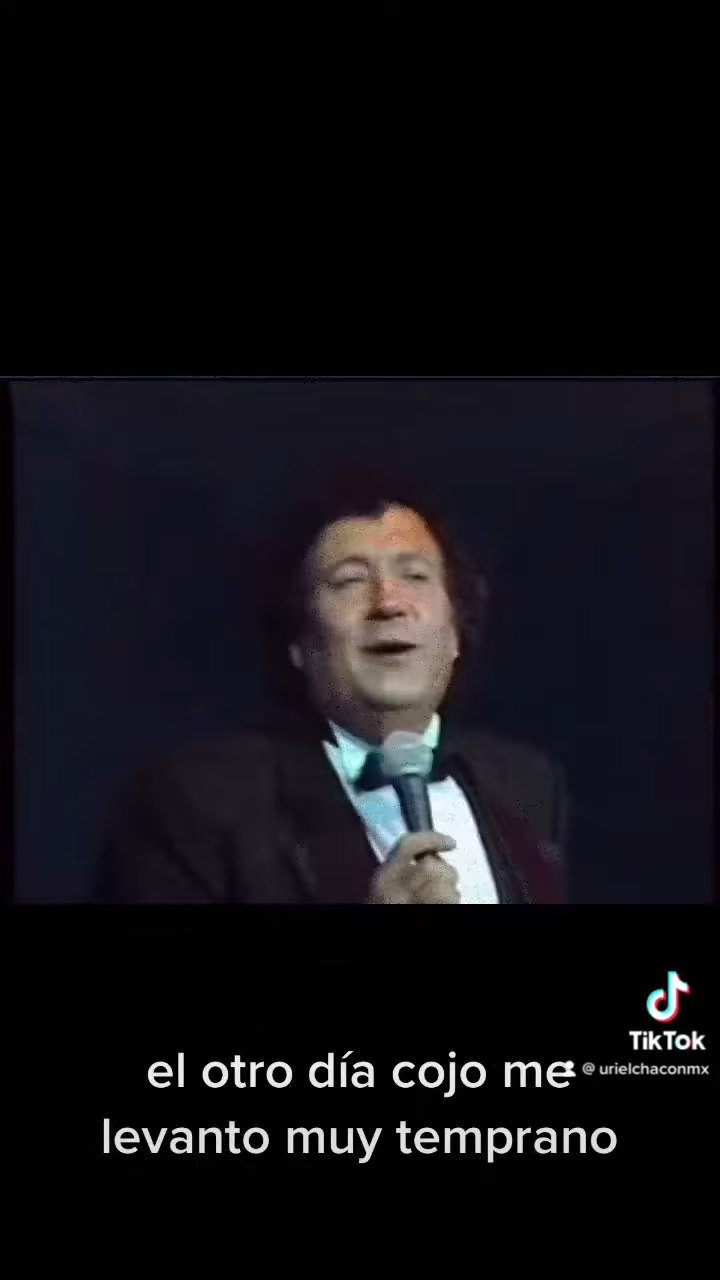 TikTok
@ urielchaconmx
el otro día cojo me
levanto muy temprano